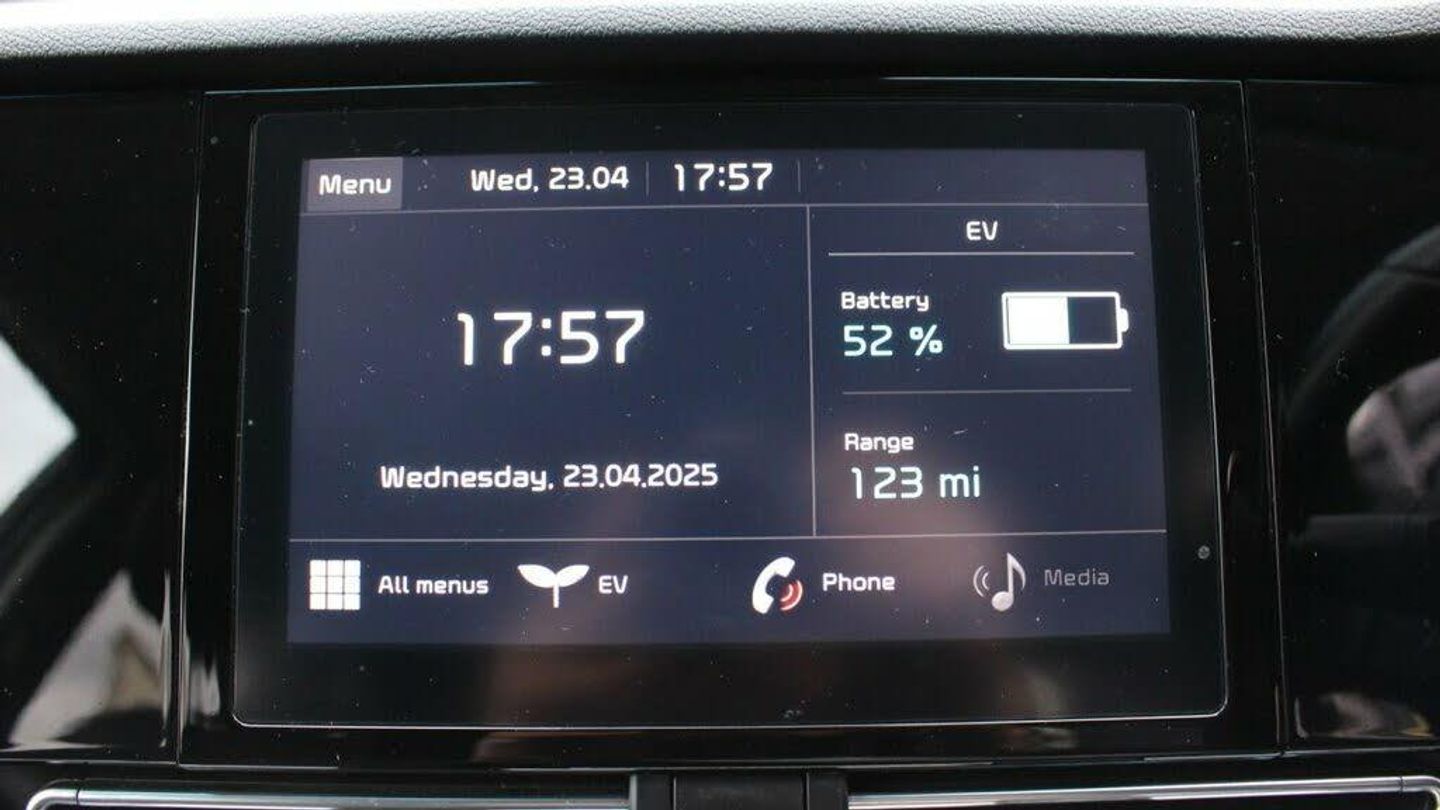 Menu Wed, 23.04 17:57
EV
17:57
Battery
52 %
Wednesday, 23.04.2025
Range
123 mi
All menus EV Phone Media